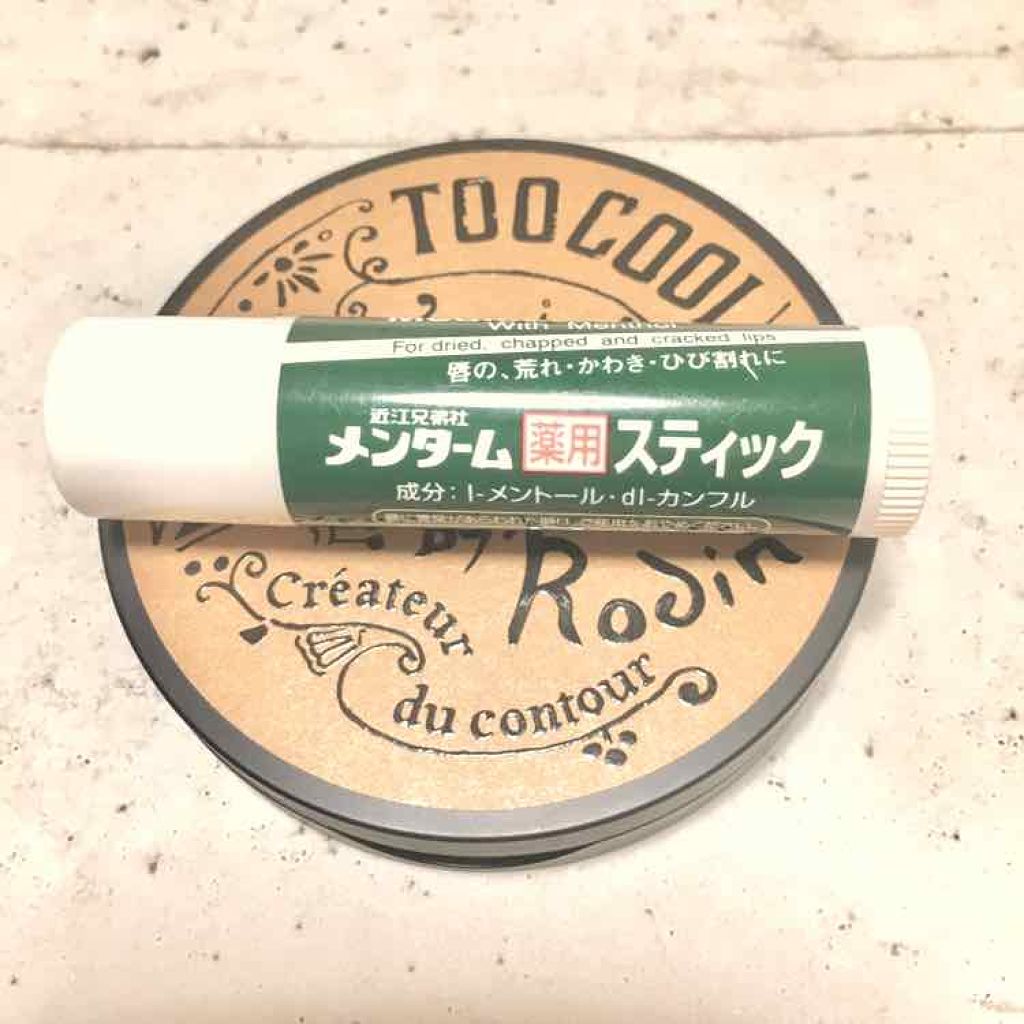 TOO COOL
With Menthol
For dried, chapped and cracked lips
唇の、荒れ・かわき・ひび割れに
近江兄弟社
メンターム 薬用 スティック
成分：l-メントール・dl-カンフル
by Rodin
Créateur
du contour